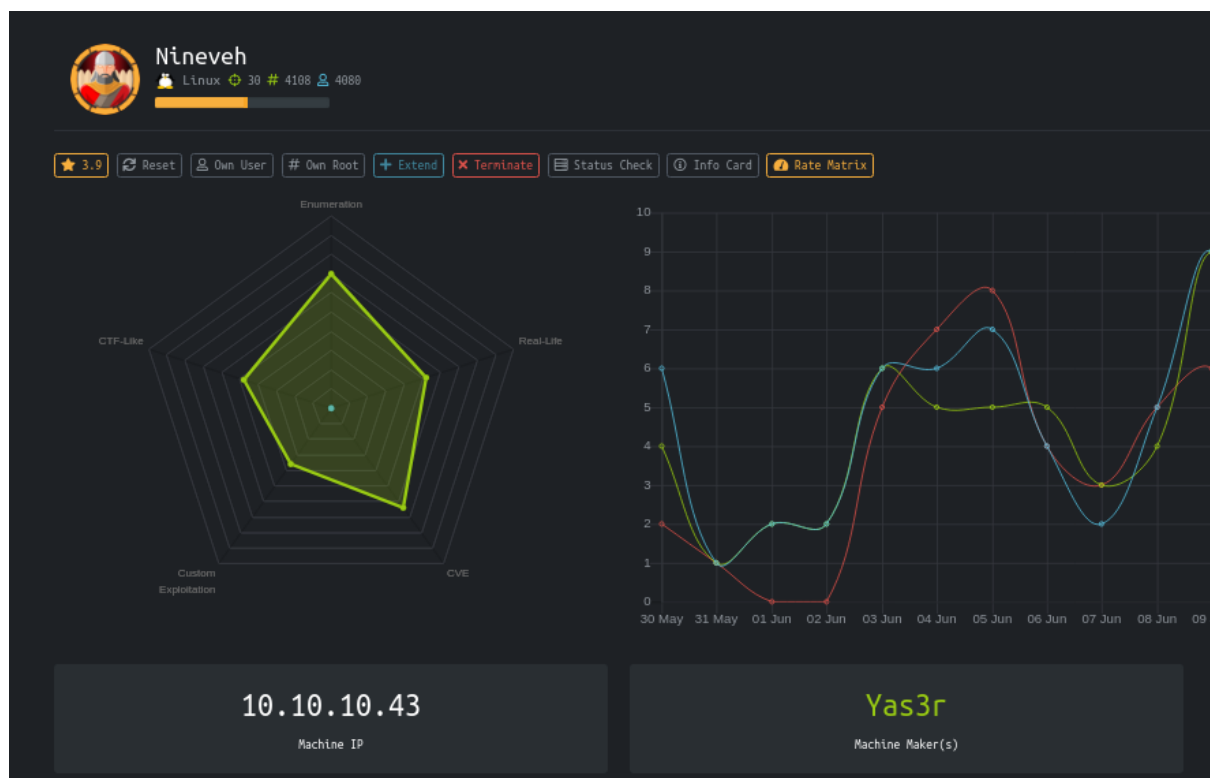 Nineveh
Linux 30 # 4108 4080
3.9 Reset Own User # Own Root + Extend × Terminate Status Check Info Card Rate Matrix
Enumeration
CTF-Like
Real-Life
Custom
Exploitation
CVE
10
9
8
7
6
5
4
3
2
1
0
30 May 31 May 01 Jun 02 Jun 03 Jun 04 Jun 05 Jun 06 Jun 07 Jun 08 Jun 09
10.10.10.43
Machine IP
Yas3r
Machine Maker(s)